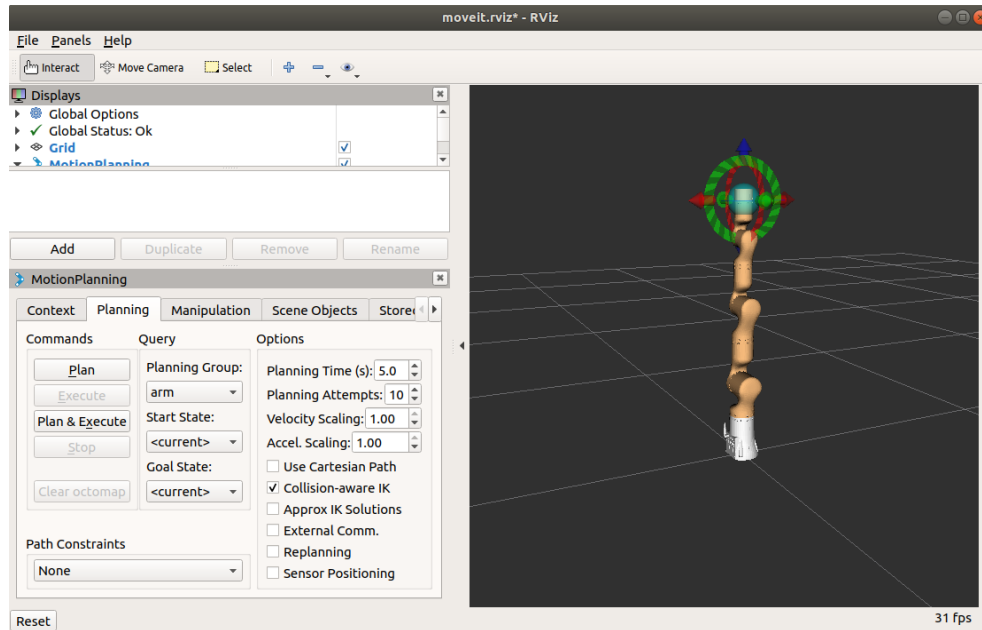 moveit.rviz* - RViz
File Panels Help
Interact Move Camera Select
Displays
Global Options
Global Status: Ok
Grid
MotionPlanning
Add Duplicate Remove Rename
MotionPlanning
Context Planning Manipulation Scene Objects Store
Commands Query Options
Plan
Execute
Plan & Execute
Stop
Clear octomap
Planning Group:
arm
Start State:
<current>
Goal State:
<current>
Planning Time (s): 5.0
Planning Attempts: 10
Velocity Scaling: 1.00
Accel. Scaling: 1.00
Use Cartesian Path
Collision-aware IK
Approx IK Solutions
External Comm.
Replanning
Sensor Positioning
Path Constraints
None
Reset
31 fps